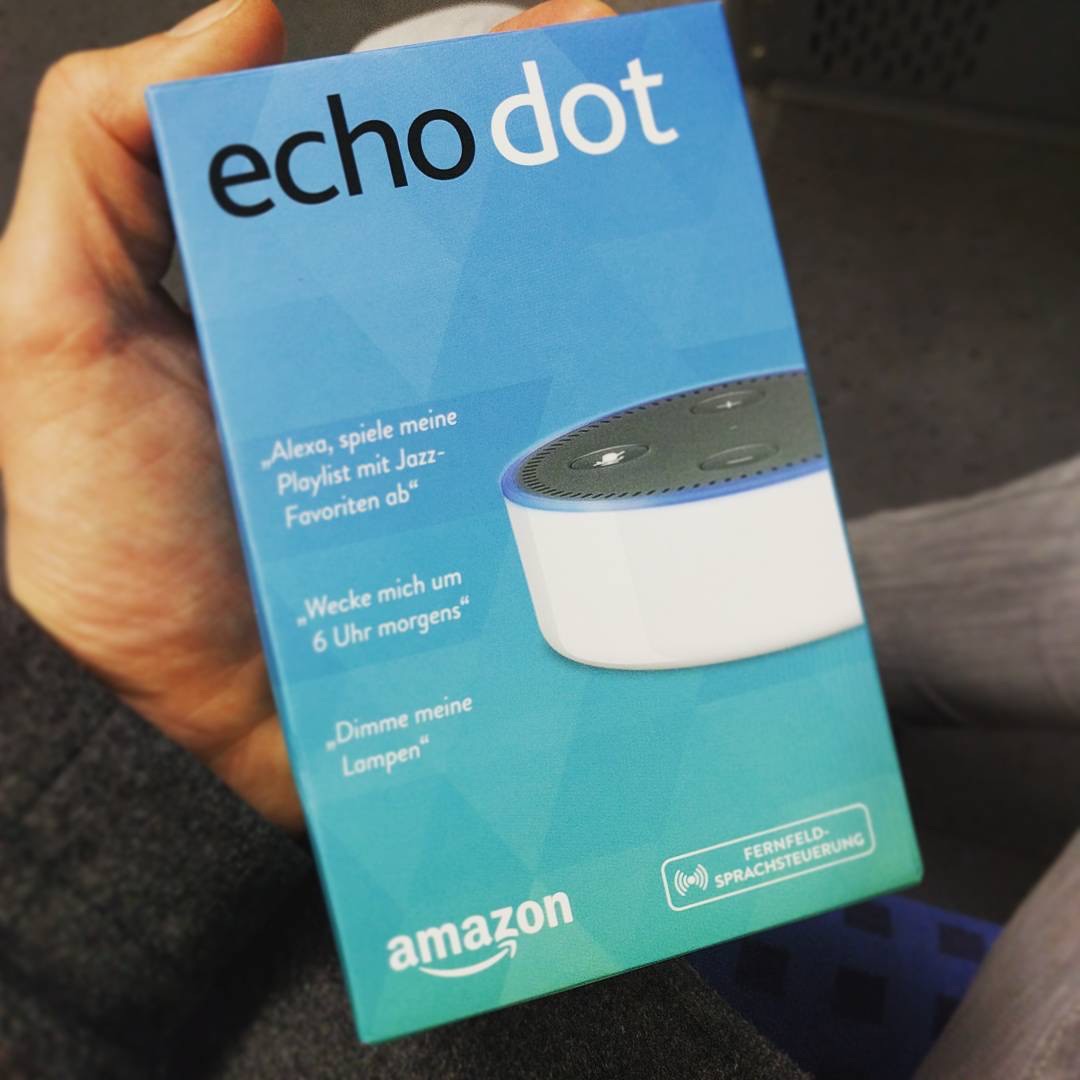 echo dot
„Alexa, spiele meine
Playlist mit Jazz-
Favoriten ab“
„Wecke mich um
6 Uhr morgens“
„Dimme meine
Lampen“
FERNFELD-
SPRACHSTEUERUNG
amazon